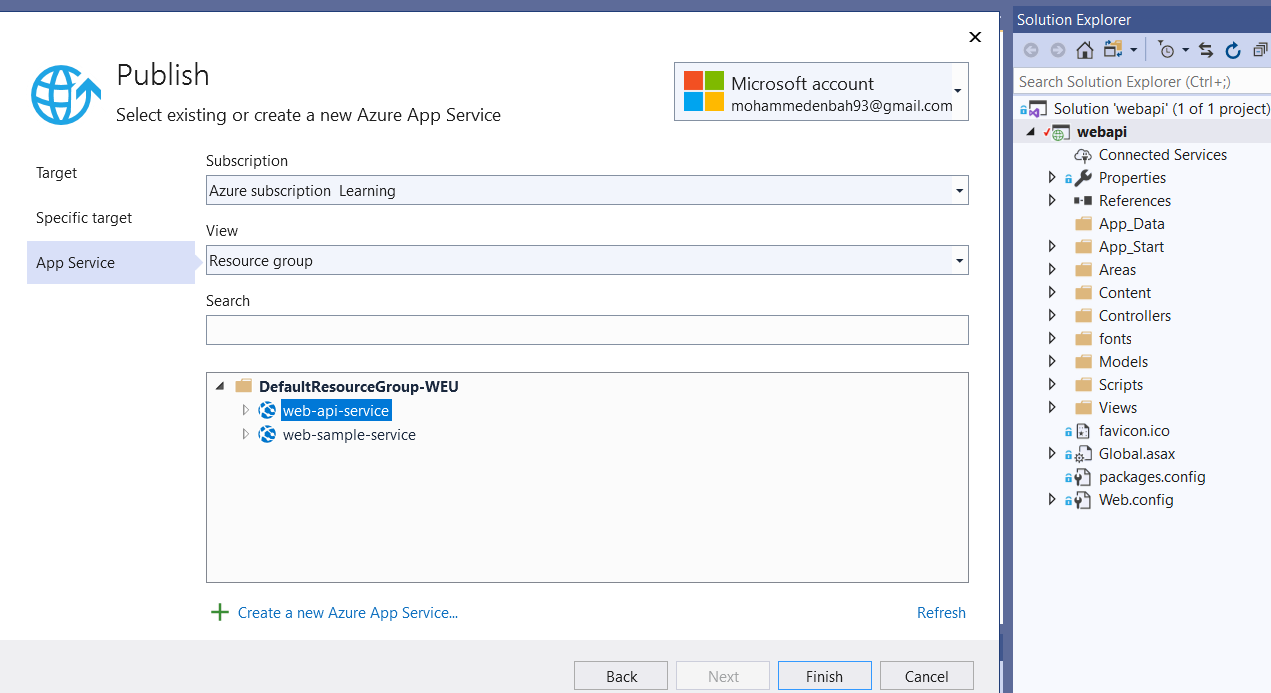 Publish
Select existing or create a new Azure App Service
Microsoft account
mohammedenbah93@gmail.com
Target
Specific target
App Service
Subscription
Azure subscription  Learning
View
Resource group
Search
DefaultResourceGroup-WEU
web-api-service
web-sample-service
Create a new Azure App Service...
Refresh
Back
Next
Finish
Cancel
Solution Explorer
Search Solution Explorer (Ctrl+;)
Solution 'webapi' (1 of 1 project)
webapi
Connected Services
Properties
References
App_Data
App_Start
Areas
Content
Controllers
fonts
Models
Scripts
Views
favicon.ico
Global.asax
packages.config
Web.config